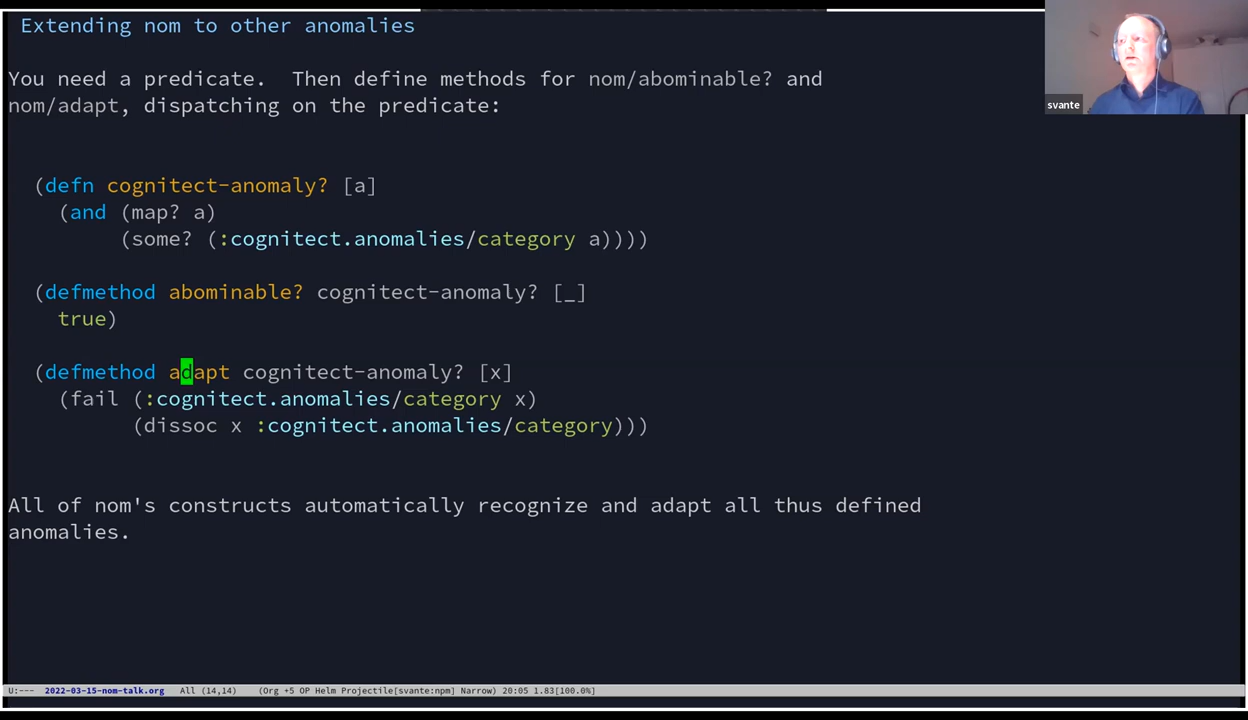 Extending nom to other anomalies
You need a predicate.  Then define methods for nom/abominable? and
nom/adapt, dispatching on the predicate:
svante
(defn cognitect-anomaly? [a]
(and (map? a)
(some? (:cognitect.anomalies/category a))))
(defmethod abominable? cognitect-anomaly? [_]
true)
(defmethod adapt cognitect-anomaly? [x]
(fail (:cognitect.anomalies/category x)
(dissoc x :cognitect.anomalies/category)))
All of nom's constructs automatically recognize and adapt all thus defined
anomalies.
U:---  2022-03-15-nom-talk.org   All (14,14)   (Org +5 OP Helm Projectile[svante:npm] Narrow) 20:05 1.83[100.0%]